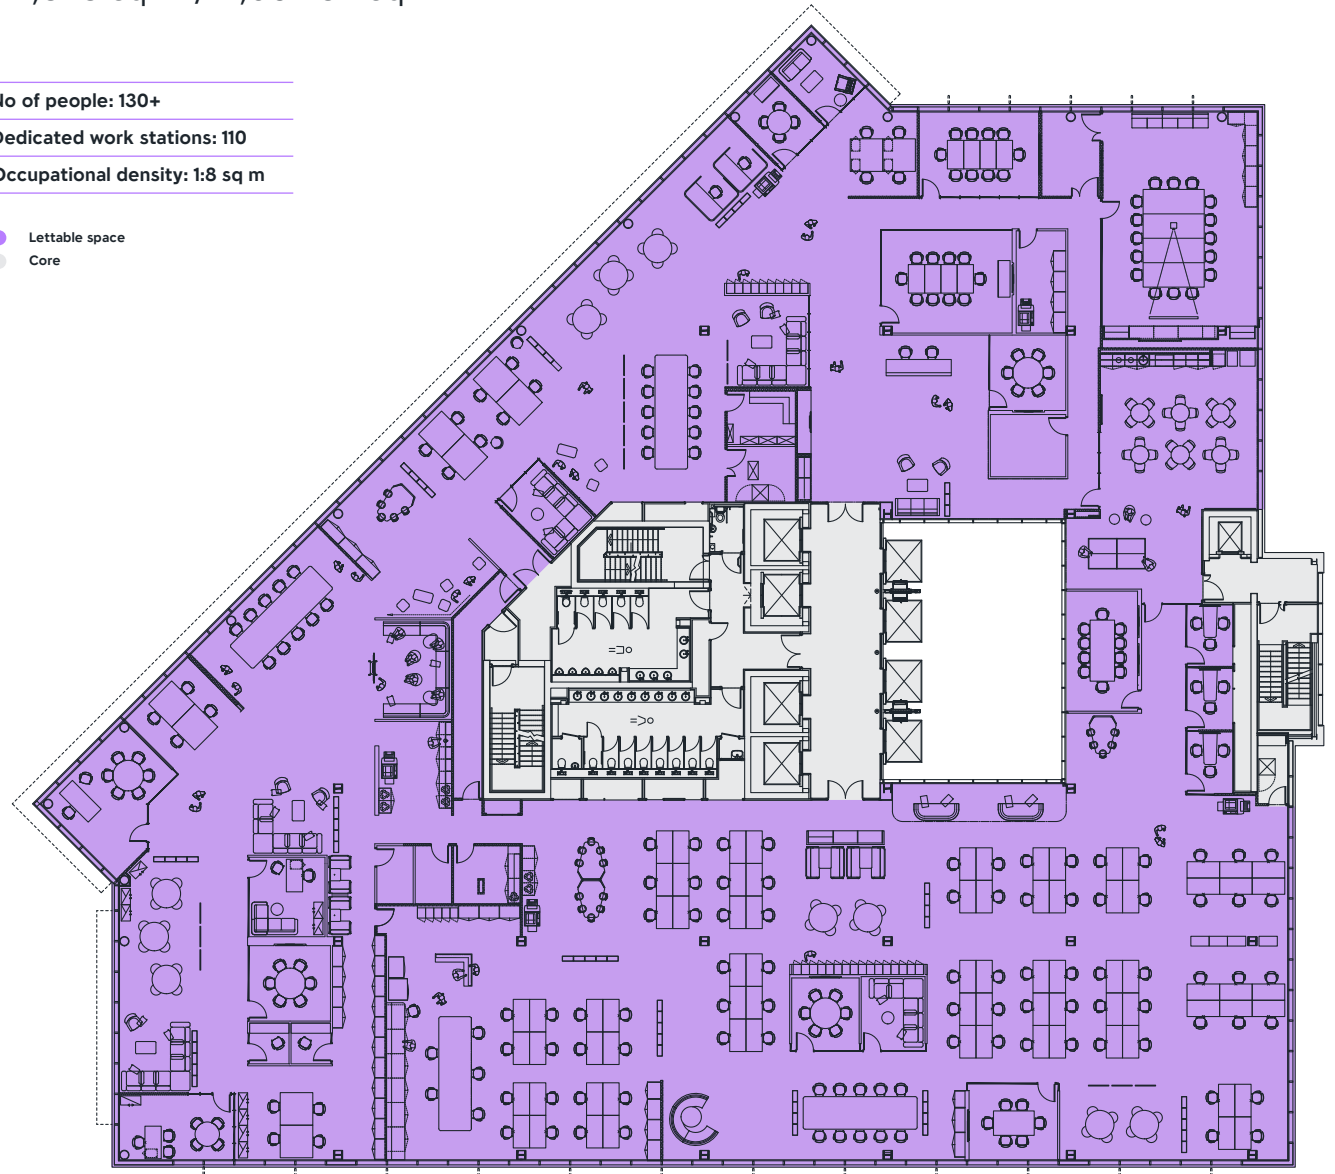 No of people: 130+
Dedicated work stations: 110
Occupational density: 1:8 sq m
Lettable space
Core